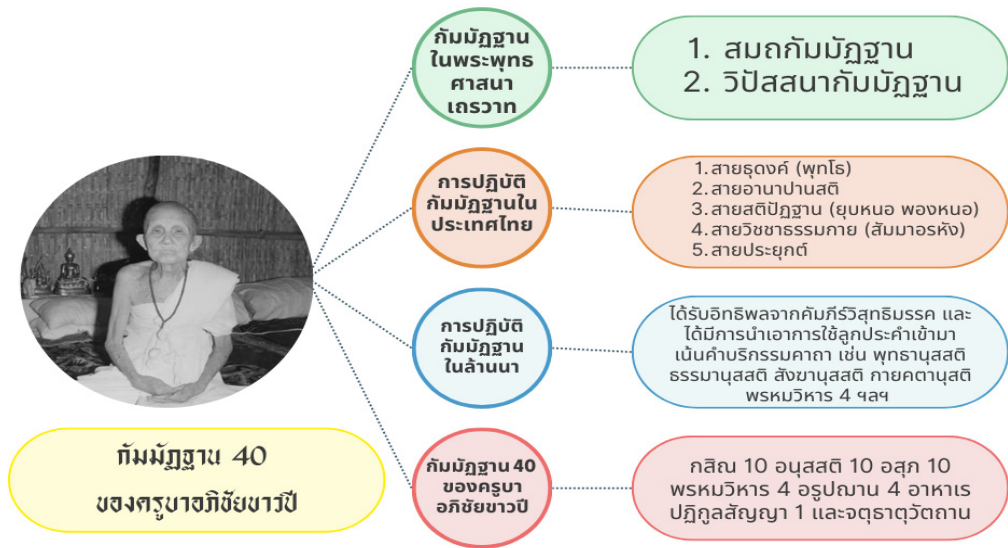 กัมมัฏฐาน
ในพระพุทธ
ศาสนา
เถรวาท
1. สมถกัมมัฏฐาน
2. วิปัสสนากัมมัฏฐาน
การปฏิบัติ
กัมมัฏฐานใน
ประเทศไทย
1.สายธุดงค์ (พุทโธ)
2.สายอานาปานสติ
3.สายสติปัฏฐาน (ยุบหนอ พองหนอ)
4.สายวิชชาธรรมกาย (สัมมาอรหัง)
5.สายประยุกต์
การปฏิบัติ
กัมมัฏฐาน
ในล้านนา
ได้รับอิทธิพลจากคัมภีร์วิสุทธิมรรค และ
ได้มีการนำเอาการใช้ลูกประคำเข้ามา
เน้นคำบริกรรมคาถา เช่น พุทธานุสสติ
ธรรมานุสสติ สังฆานุสสติ กายคตานุสติ
พรหมวิหาร 4 ฯลฯ
กัมมัฏฐาน 40
ของครูบา
อภิชัยขาวปี
กสิณ 10 อนุสสติ 10 อสุภ 10
พรหมวิหาร 4 อรูปฌาน 4 อาหาเร
ปฏิกูลสัญญา 1 และจตุธาตุวัตถาน
กัมมัฏฐาน 40
ของครูบาอภิชัยขาวปี